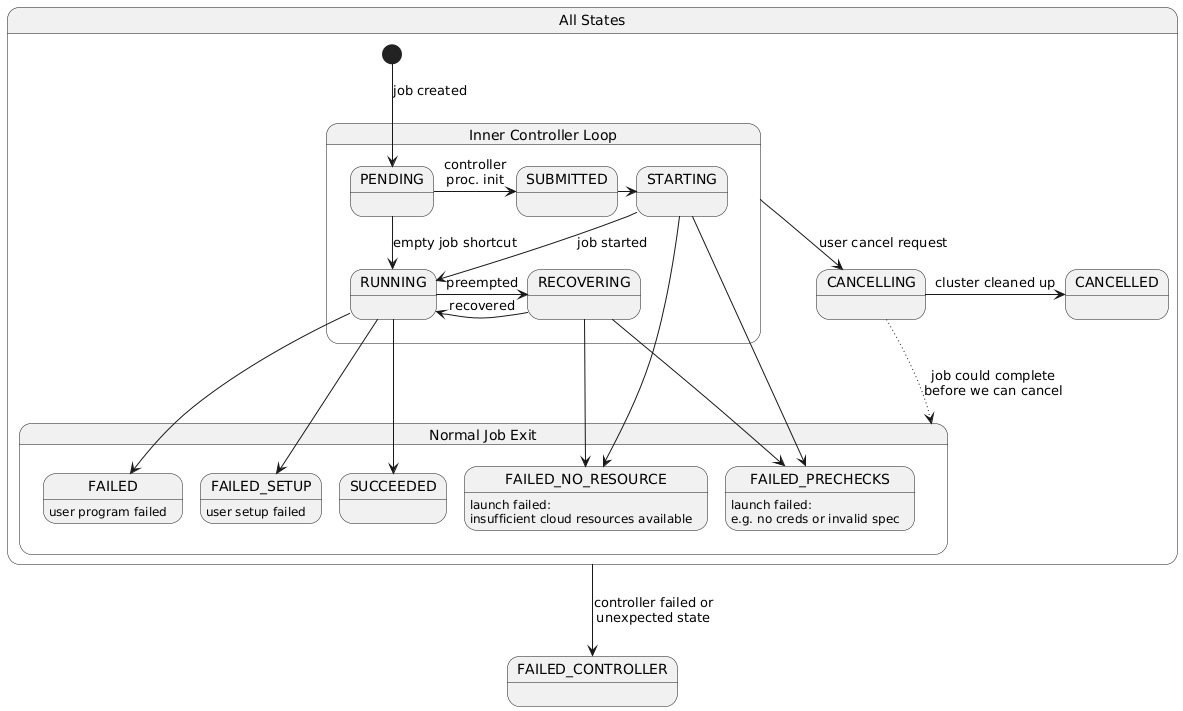 All States
job created
Inner Controller Loop
PENDING
controller
proc. init
SUBMITTED
STARTING
empty job shortcut
job started
user cancel request
RUNNING
preempted
recovered
RECOVERING
CANCELLING
cluster cleaned up
CANCELLED
job could complete
before we can cancel
Normal Job Exit
FAILED
user program failed
FAILED_SETUP
user setup failed
SUCCEEDED
FAILED_NO_RESOURCE
launch failed:
insufficient cloud resources available
FAILED_PRECHECKS
launch failed:
e.g. no creds or invalid spec
controller failed or
unexpected state
FAILED_CONTROLLER